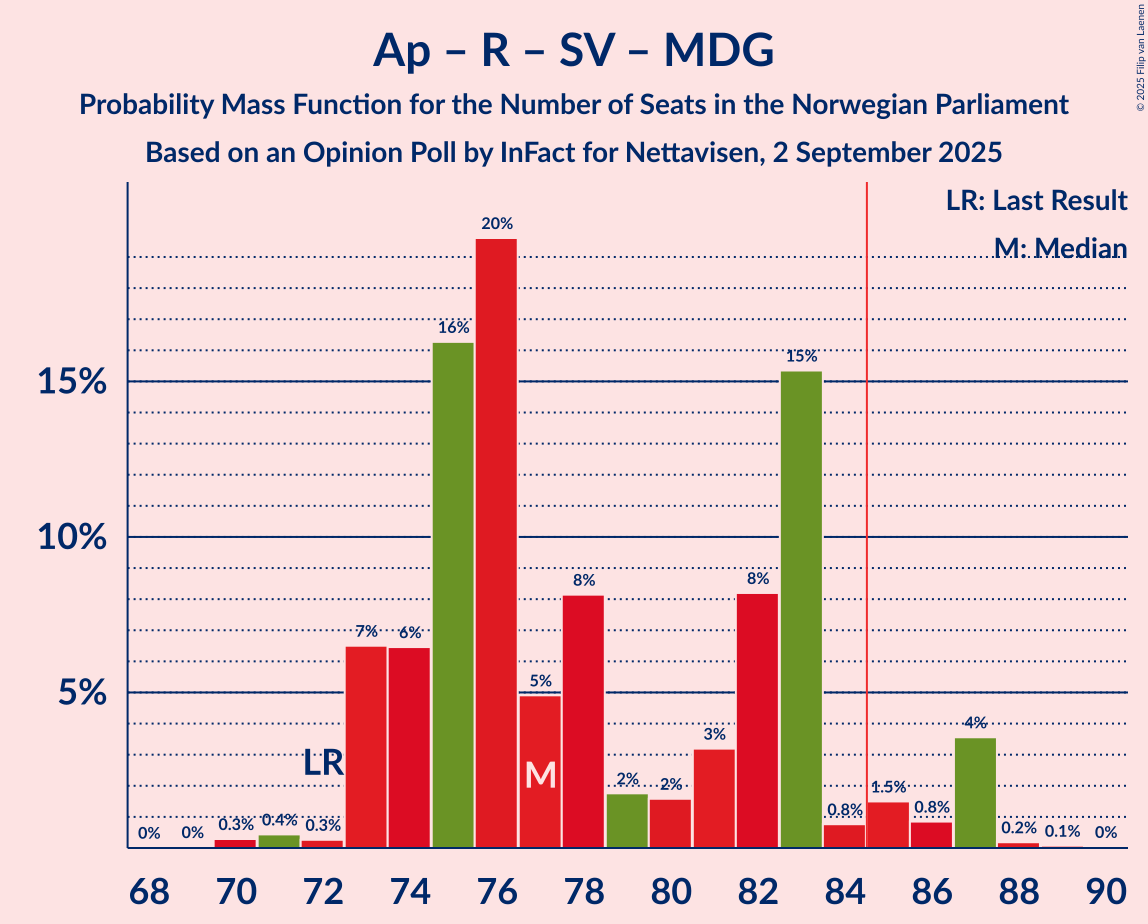 Ap – R – SV – MDG
Probability Mass Function for the Number of Seats in the Norwegian Parliament
Based on an Opinion Poll by InFact for Nettavisen, 2 September 2025
© 2025 Filip van Laenen
LR: Last Result
M: Median
15%
10%
5%
0%
0%
0.3%
0.4%
0.3%
7%
6%
16%
20%
5%
8%
2%
2%
3%
8%
15%
0.8%
1.5%
0.8%
4%
0.2%
0.1%
0%
LR
M
68 70 72 74 76 78 80 82 84 86 88 90